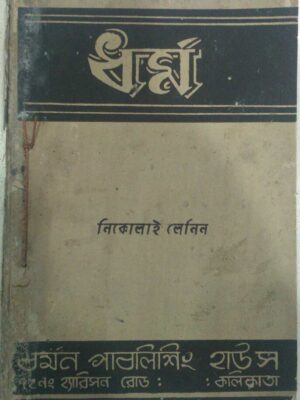 ধর্ম্ম
নিকোলাই লেনিন
বর্মন পাবলিশিং হাউস
হ্যারিসন রোড : : কলিকাতা